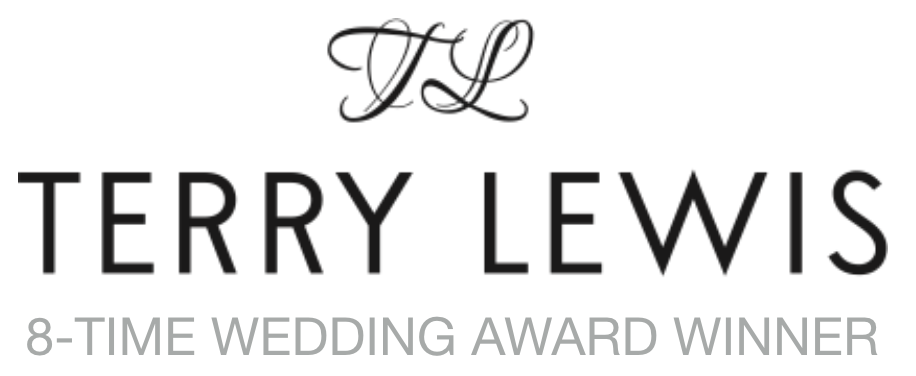 TL
TERRY LEWIS
8-TIME WEDDING AWARD WINNER